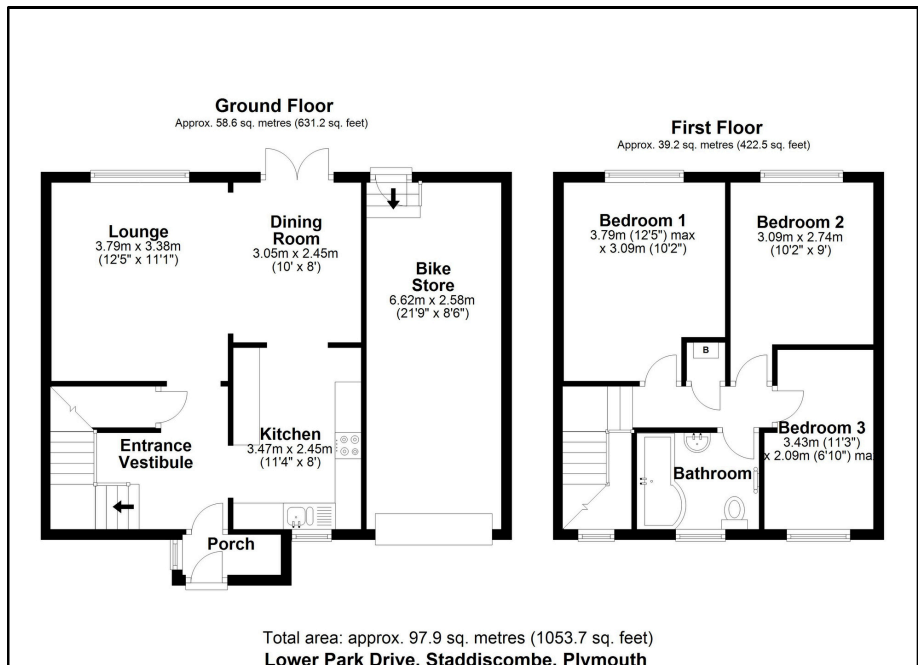 Ground Floor
Approx. 58.6 sq. metres (631.2 sq. feet)
Lounge
3.79m x 3.38m
(12'5" x 11'1")
Dining
Room
3.05m x 2.45m
(10' x 8')
Bike
Store
6.62m x 2.58m
(21'9" x 8'6")
Entrance
Vestibule
Kitchen
3.47m x 2.45m
(11'4" x 8')
Porch
First Floor
Approx. 39.2 sq. metres (422.5 sq. feet)
Bedroom 1
3.79m (12'5") max
x 3.09m (10'2")
Bedroom 2
3.09m x 2.74m
(10'2" x 9')
B
Bedroom 3
3.43m (11'3")
x 2.09m (6'10") ma
Bathroom
Total area: approx. 97.9 sq. metres (1053.7 sq. feet)
Lower Park Drive, Staddiscombe, Plymouth